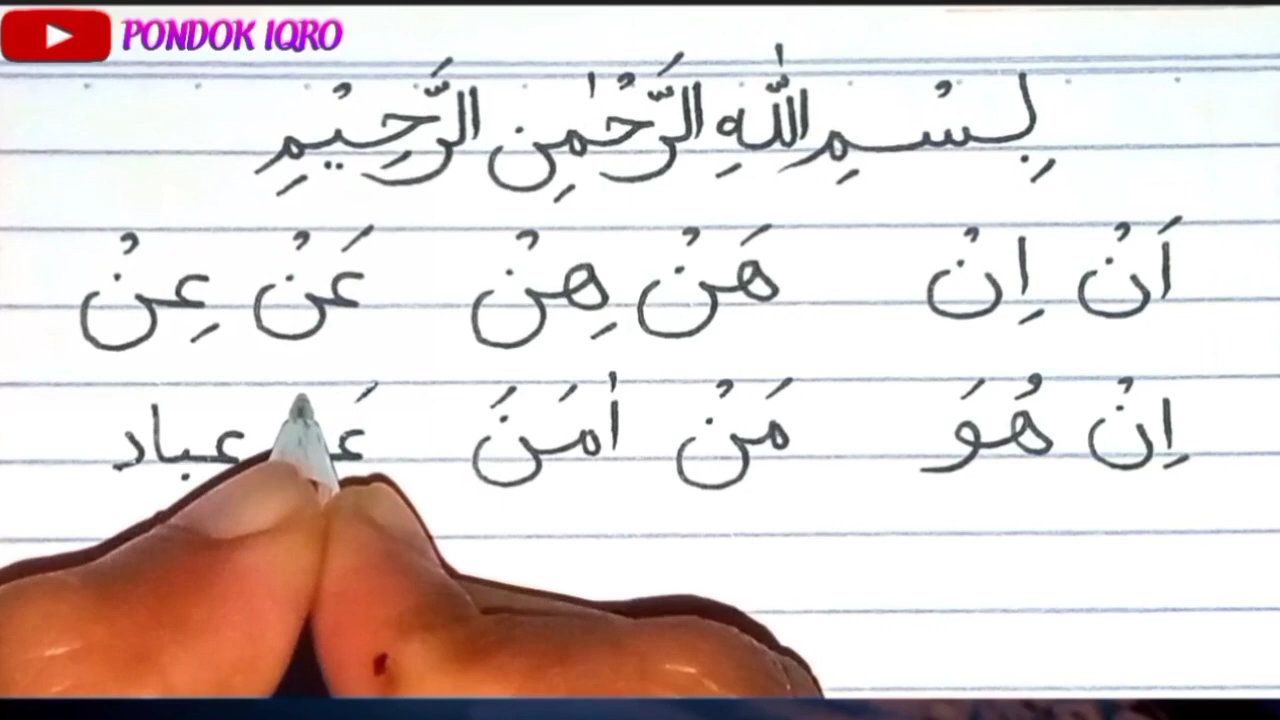 PONDOK IQRO
بِسْمِ اللّٰهِ الرَّحْمٰنِ الرَّحِيْمِ
اَنْ اِنْ هَنْ هِنْ عَنْ عِنْ
اِنْ هُوَ مَنْ اٰمَنَ عباد